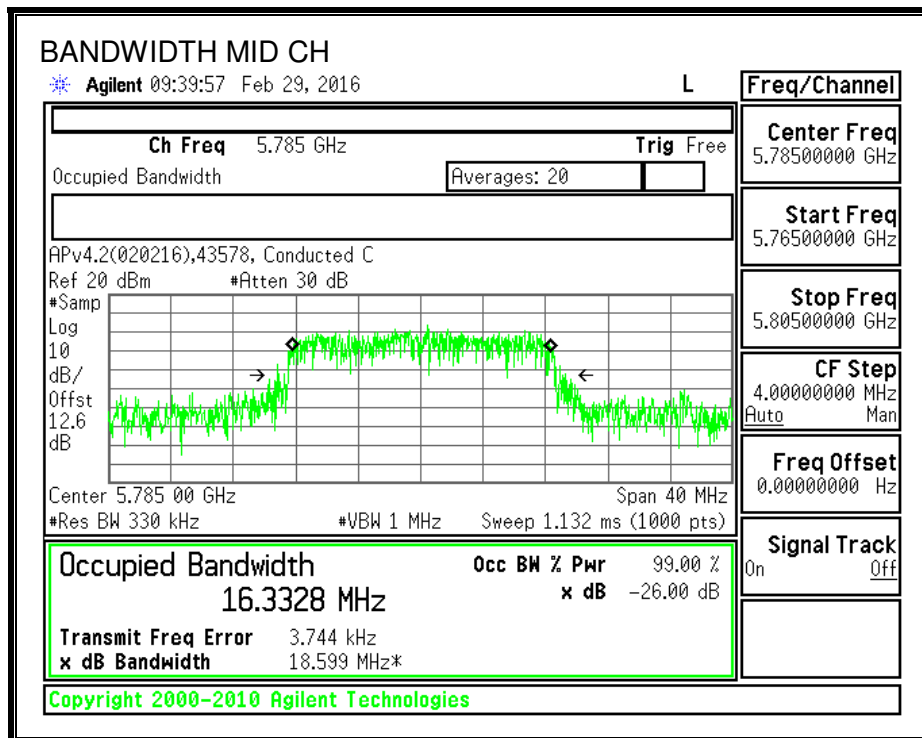 BANDWIDTH MID CH
Agilent 09:39:57 Feb 29, 2016 L
Freq/Channel
Ch Freq 5.785 GHz Trig Free
Occupied Bandwidth Averages: 20
APv4.2(020216),43578, Conducted C
Ref 20 dBm #Atten 30 dB
#Samp
Log
10
dB/
Offst
12.6
dB
Center 5.785 00 GHz Span 40 MHz
#Res BW 330 kHz #VBW 1 MHz Sweep 1.132 ms (1000 pts)
Occupied Bandwidth Occ BW % Pwr 99.00 %
16.3328 MHz x dB -26.00 dB
Transmit Freq Error 3.744 kHz
x dB Bandwidth 18.599 MHz*
Copyright 2000-2010 Agilent Technologies
Center Freq
5.78500000 GHz
Start Freq
5.76500000 GHz
Stop Freq
5.80500000 GHz
CF Step
4.00000000 MHz
Auto Man
Freq Offset
0.00000000 Hz
Signal Track
On Off